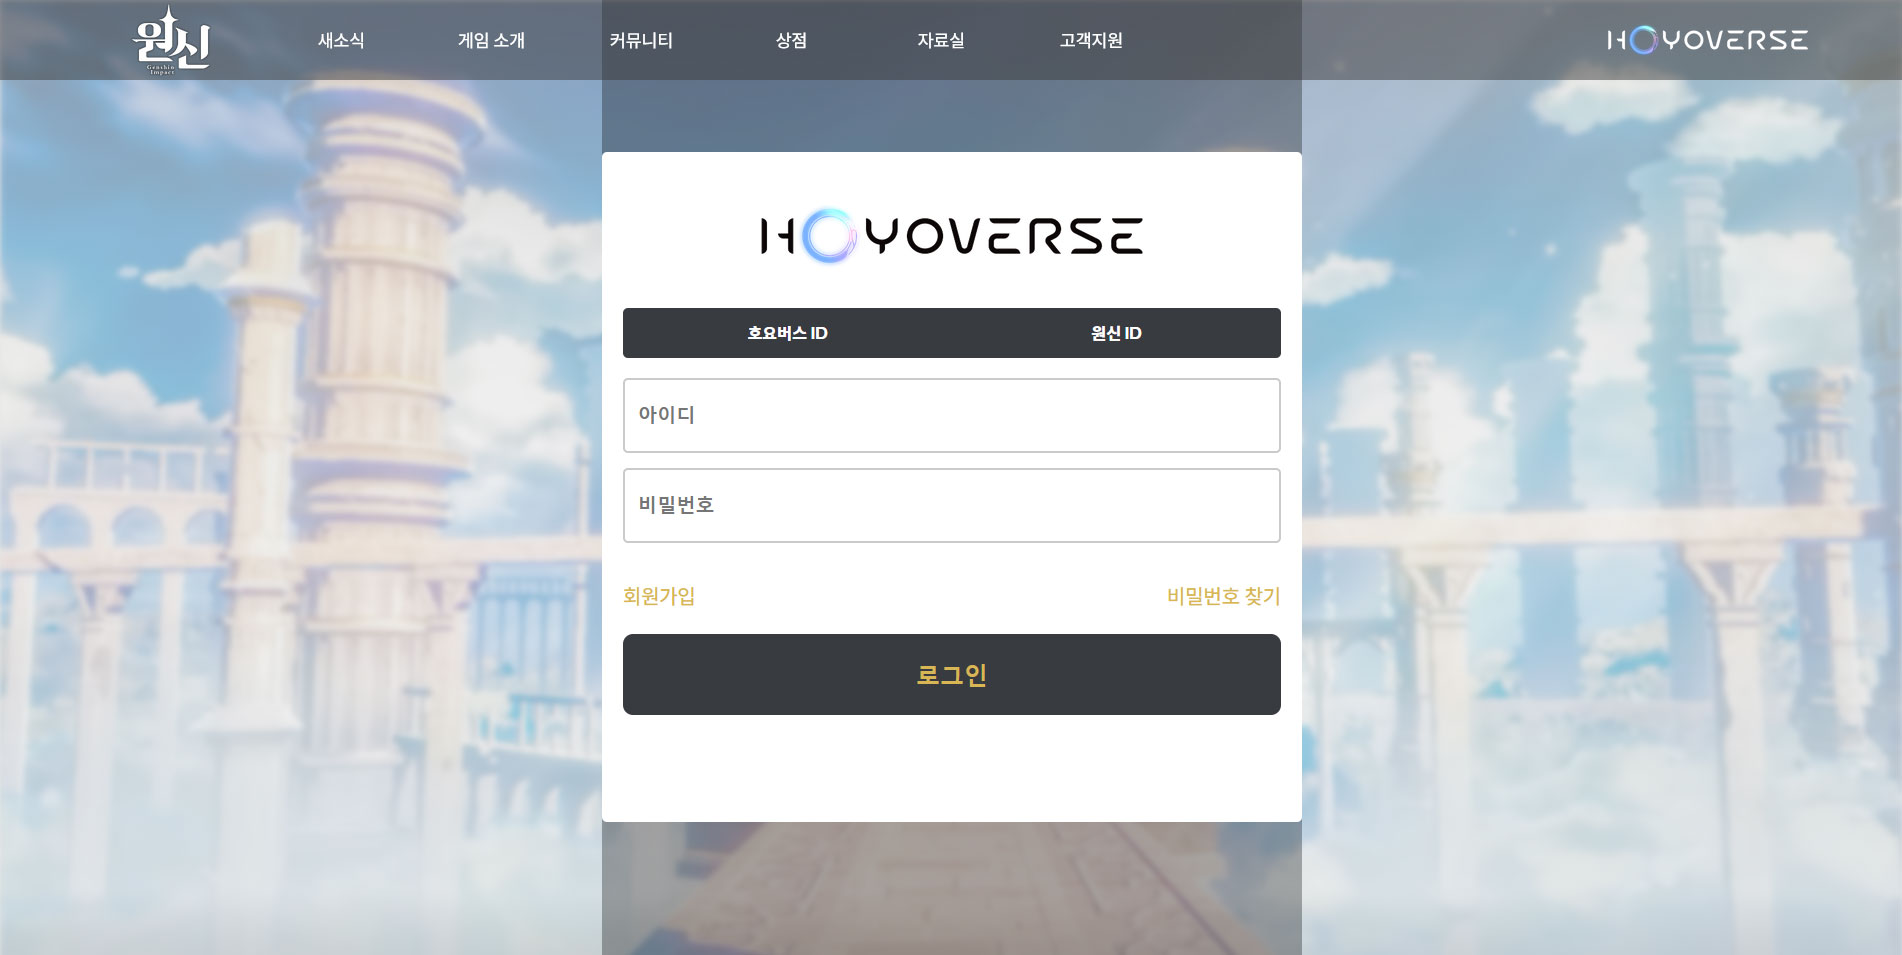 원신
Genshin
Impact
새소식
게임 소개
커뮤니티
상점
자료실
고객지원
HOYOVERSE
HOYOVERSE
호요버스 ID
원신 ID
아이디
비밀번호
회원가입
비밀번호 찾기
로그인